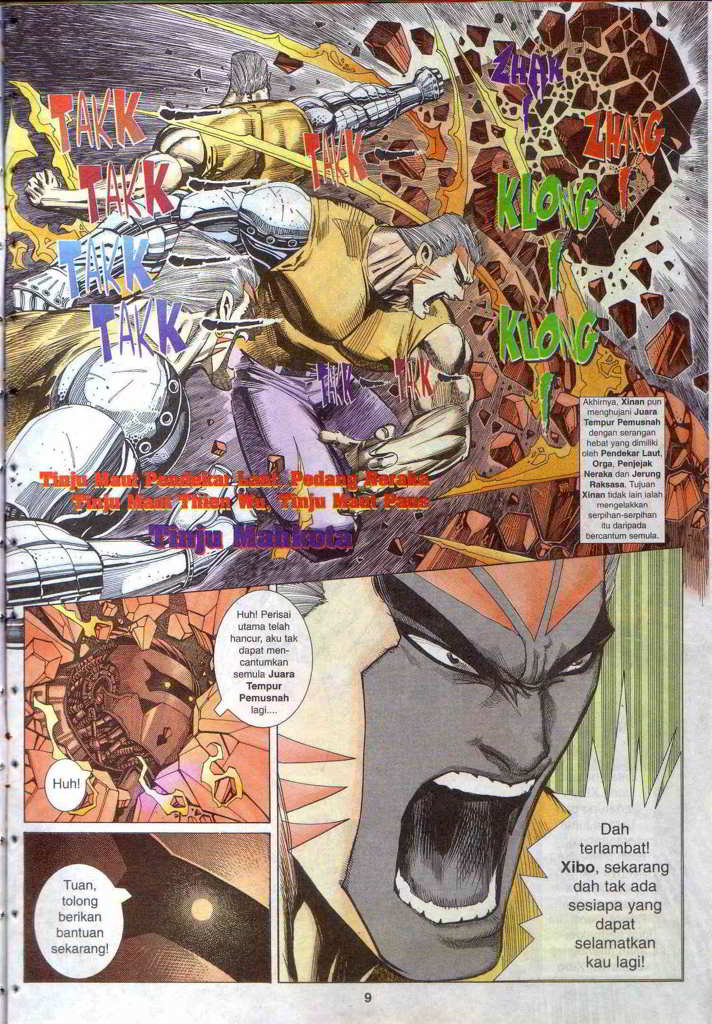 TAKK
TAKK
TAKK
TAKK
TAKK
ZHAK
!
ZHANG
!
KLONG
!
KLONG
!
TAKK
TAKK
Akhirnya, Xinan pun
menghujani Juara
Tempur Pemusnah
dengan serangan
hebat yang dimiliki
oleh Pendekar Laut,
Orga, Penjejak
Neraka dan Jerung
Raksasa. Tujuan
Xinan tidak lain ialah
mengelakkan
serpihan-serpihan
itu daripada
bercantum semula.
Tinju Maut Pendekar Laut, Pedang Neraka
Tinju Maut Thien Wu, Tinju Maut Paus
Tinju Mahkota
Huh! Perisai
utama telah
hancur, aku tak
dapat men-
cantumkan
semula Juara
Tempur
Pemusnah
lagi....
Huh!
Tuan,
tolong
berikan
bantuan
sekarang!
Dah
terlambat!
Xibo, sekarang
dah tak ada
sesiapa yang
dapat
selamatkan
kau lagi!
9